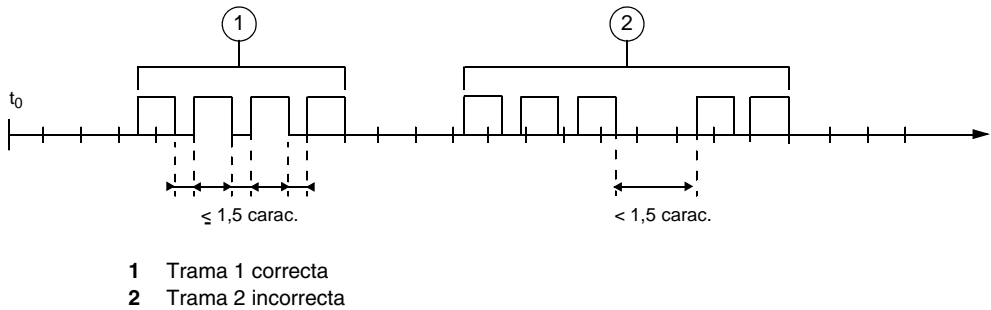 1
2
t0
≤ 1,5 carac.
< 1,5 carac.
1 Trama 1 correcta
2 Trama 2 incorrecta